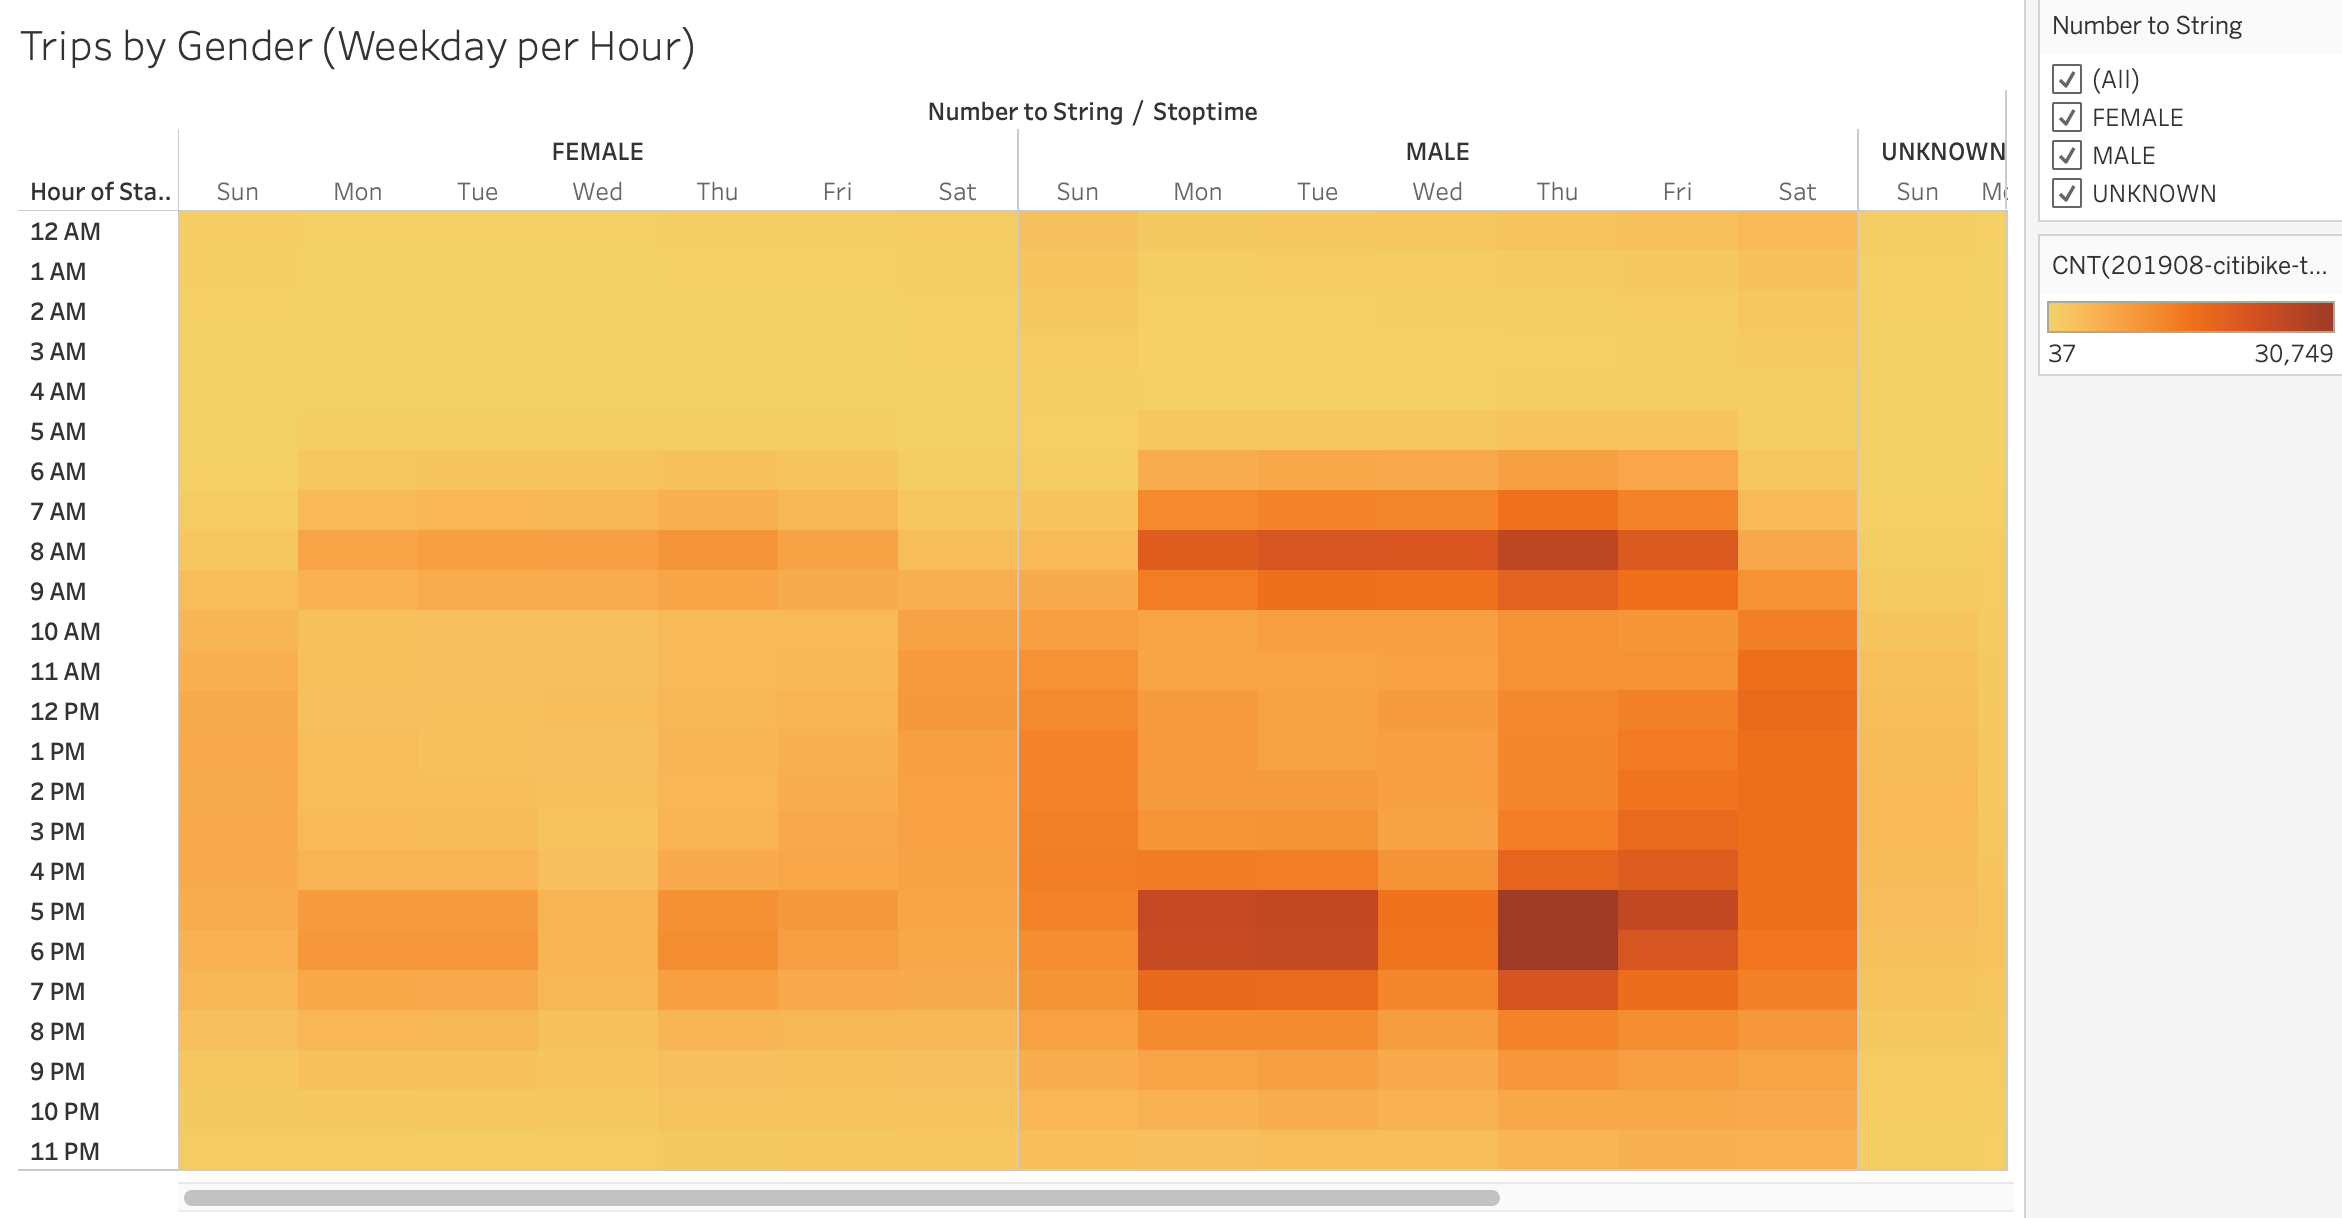 Trips by Gender (Weekday per Hour)
Number to String / Stoptime
FEMALE MALE UNKNOWN
Hour of Sta.. Sun Mon Tue Wed Thu Fri Sat Sun Mon Tue Wed Thu Fri Sat Sun
12 AM
1 AM
2 AM
3 AM
4 AM
5 AM
6 AM
7 AM
8 AM
9 AM
10 AM
11 AM
12 PM
1 PM
2 PM
3 PM
4 PM
5 PM
6 PM
7 PM
8 PM
9 PM
10 PM
11 PM
Number to String
(All)
FEMALE
MALE
UNKNOWN
CNT(201908-citibike-t...
37 30,749